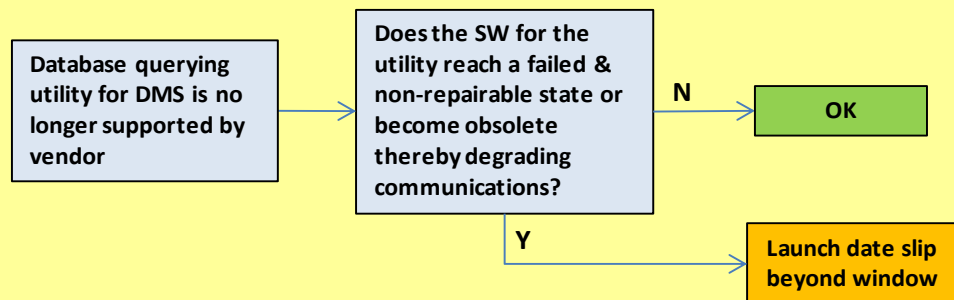 Database querying
utility for DMS is no
longer supported by
vendor
Does the SW for the
utility reach a failed &
non-repairable state or
become obsolete
thereby degrading
communications?
N
OK
Y
Launch date slip
beyond window